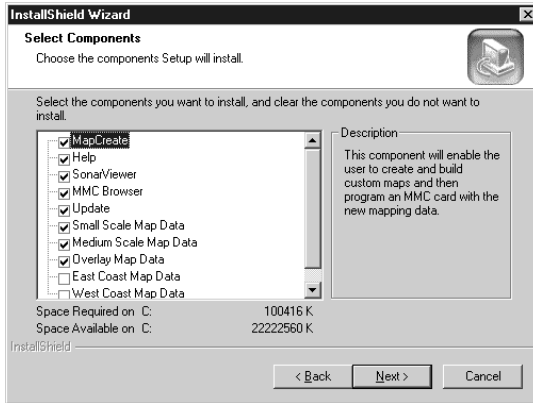 InstallShield Wizard
Select Components
Choose the components Setup will install.
Select the components you want to install, and clear the components you do not want to
install.
MapCreate
Help
SonarViewer
MMC Browser
Update
Small Scale Map Data
Medium Scale Map Data
Overlay Map Data
East Coast Map Data
West Coast Map Data
Description
This component will enable the
user to create and build
custom maps and then
program an MMC card with the
new mapping data.
Space Required on C: 100416 K
Space Available on C: 22222560 K
InstallShield
< Back Next > Cancel